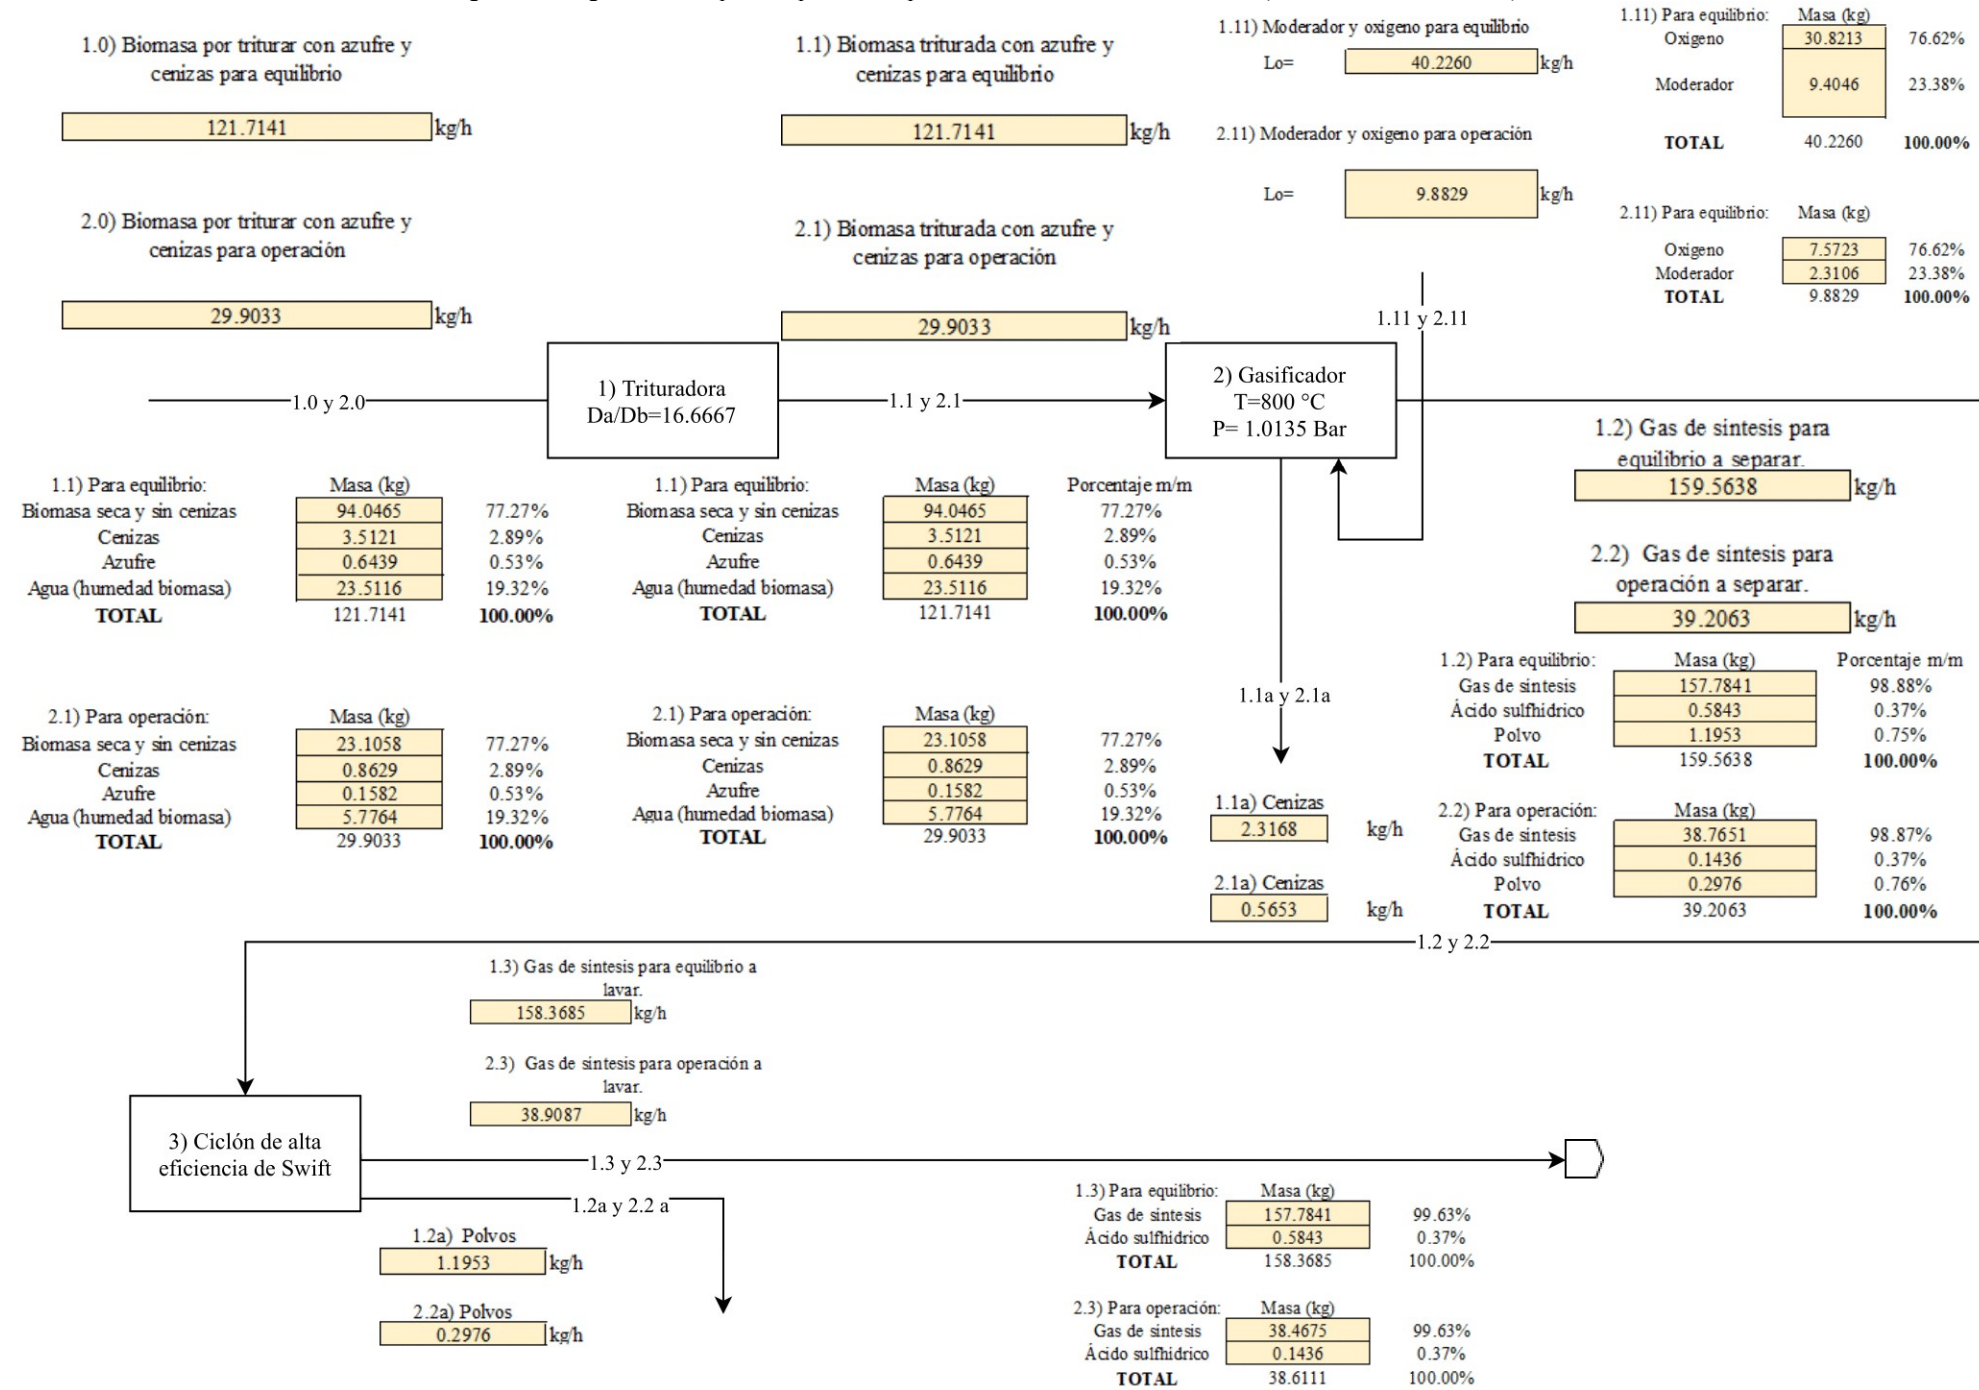 1.0) Biomasa por triturar con azufre y
cenizas para equilibrio
121.7141 kg/h
2.0) Biomasa por triturar con azufre y
cenizas para operación
29.9033 kg/h
1.1) Biomasa triturada con azufre y
cenizas para equilibrio
121.7141 kg/h
2.1) Biomasa triturada con azufre y
cenizas para operación
29.9033 kg/h
1.11) Moderador y oxigeno para equilibrio
Lo= 40.2260 kg/h
2.11) Moderador y oxigeno para operación
Lo= 9.8829 kg/h
1.11) Para equilibrio: Masa (kg)
Oxigeno 30.8213 76.62%
Moderador 9.4046 23.38%
TOTAL 40.2260 100.00%
2.11) Para equilibrio: Masa (kg)
Oxigeno 7.5723 76.62%
Moderador 2.3106 23.38%
TOTAL 9.8829 100.00%
1.11 y 2.11
1.0 y 2.0
1) Trituradora
Da/Db=16.6667
1.1 y 2.1
2) Gasificador
T=800 °C
P= 1.0135 Bar
1.2) Gas de sintesis para
equilibrio a separar.
159.5638 kg/h
2.2) Gas de sintesis para
operación a separar.
39.2063 kg/h
1.1) Para equilibrio: Masa (kg)
Biomasa seca y sin cenizas 94.0465 77.27%
Cenizas 3.5121 2.89%
Azufre 0.6439 0.53%
Agua (humedad biomasa) 23.5116 19.32%
TOTAL 121.7141 100.00%
1.1) Para equilibrio: Masa (kg) Porcentaje m/m
Biomasa seca y sin cenizas 94.0465 77.27%
Cenizas 3.5121 2.89%
Azufre 0.6439 0.53%
Agua (humedad biomasa) 23.5116 19.32%
TOTAL 121.7141 100.00%
2.1) Para operación: Masa (kg)
Biomasa seca y sin cenizas 23.1058 77.27%
Cenizas 0.8629 2.89%
Azufre 0.1582 0.53%
Agua (humedad biomasa) 5.7764 19.32%
TOTAL 29.9033 100.00%
2.1) Para operación: Masa (kg)
Biomasa seca y sin cenizas 23.1058 77.27%
Cenizas 0.8629 2.89%
Azufre 0.1582 0.53%
Agua (humedad biomasa) 5.7764 19.32%
TOTAL 29.9033 100.00%
1.1a y 2.1a
1.1a) Cenizas
2.3168 kg/h
2.1a) Cenizas
0.5653 kg/h
1.2) Para equilibrio: Masa (kg) Porcentaje m/m
Gas de sintesis 157.7841 98.88%
Ácido sulfhidrico 0.5843 0.37%
Polvo 1.1953 0.75%
TOTAL 159.5638 100.00%
2.2) Para operación: Masa (kg)
Gas de sintesis 38.7651 98.87%
Ácido sulfhidrico 0.1436 0.37%
Polvo 0.2976 0.76%
TOTAL 39.2063 100.00%
1.2 y 2.2
1.3) Gas de sintesis para equilibrio a
lavar.
158.3685 kg/h
2.3) Gas de sintesis para operación a
lavar.
38.9087 kg/h
3) Ciclón de alta
eficiencia de Swift
1.3 y 2.3
1.2a y 2.2 a
1.2a) Polvos
1.1953 kg/h
2.2a) Polvos
0.2976 kg/h
1.3) Para equilibrio: Masa (kg)
Gas de sintesis 157.7841 99.63%
Ácido sulfhidrico 0.5843 0.37%
TOTAL 158.3685 100.00%
2.3) Para operación: Masa (kg)
Gas de sintesis 38.4675 99.63%
Ácido sulfhidrico 0.1436 0.37%
TOTAL 38.6111 100.00%